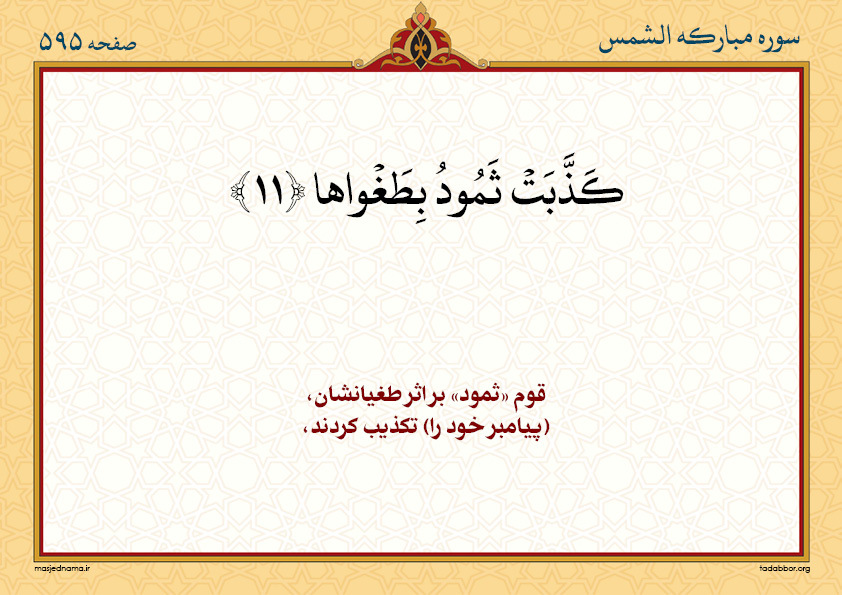 سوره مبارکه الشمس
صفحه ۵۹۵
كَذَّبَتْ ثَمُودُ بِطَغْواها ﴿۱۱﴾
قوم «ثمود» بر اثر طغیانشان،
(پیامبر خود را) تکذیب کردند،
masjednama.ir
tadabbor.org